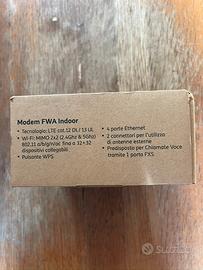 Modem FWA Indoor
• Tecnologia: LTE cat.12 DL / 13 UL
• Wi-Fi: MIMO 2x2 (2,4Ghz & 5Ghz)
802.11 a/b/g/n/ac fino a 32+32
dispositivi collegabili
• Pulsante WPS
• 4 porte Ethernet
• 2 connettori per l'utilizzo
di antenne esterne
• Predisposto per Chiamate Voce
tramite 1 porta FXS
Subito